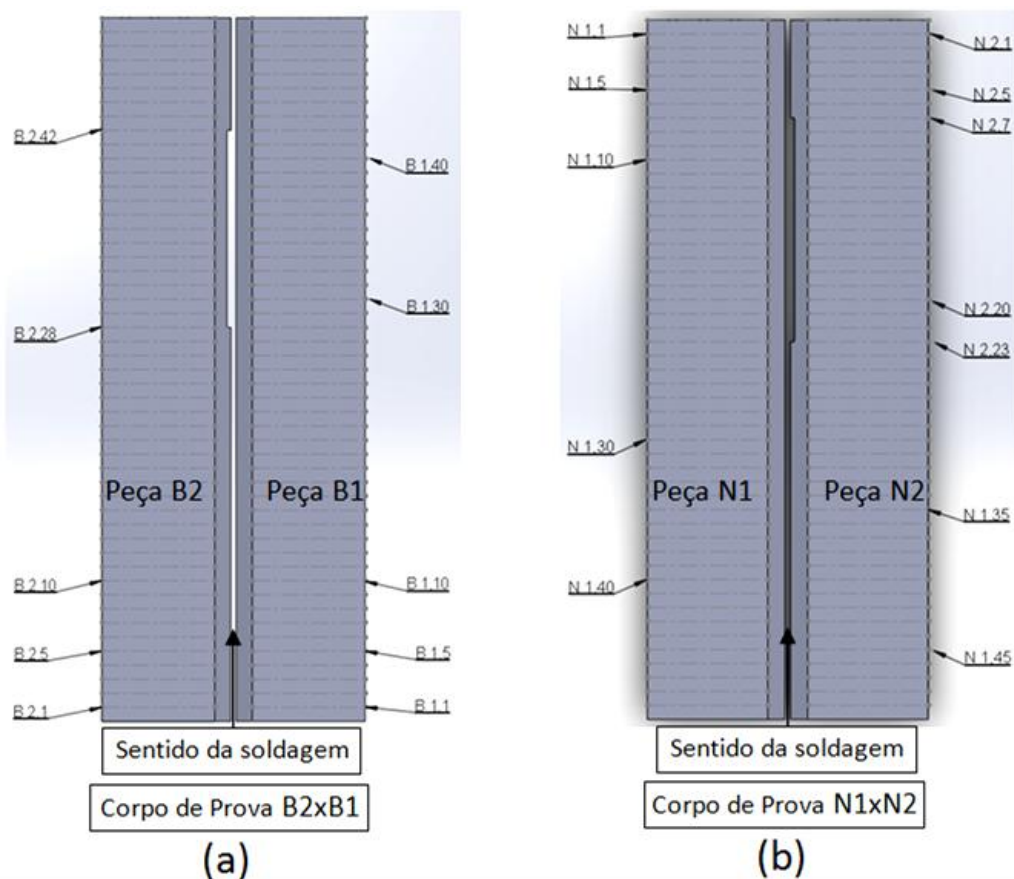 B.2.42
B.2.28
B.2.10
B.2.5
B.2.1
Peça B2
Peça B1
B.1.40
B.1.30
B.1.10
B.1.5
B.1.1
Sentido da soldagem
Corpo de Prova B2xB1
(a)
N.1.1
N.1.5
N.1.10
N.1.30
N.1.40
Peça N1
Peça N2
N.2.1
N.2.5
N.2.7
N.2.20
N.2.23
N.1.35
N.1.45
Sentido da soldagem
Corpo de Prova N1xN2
(b)